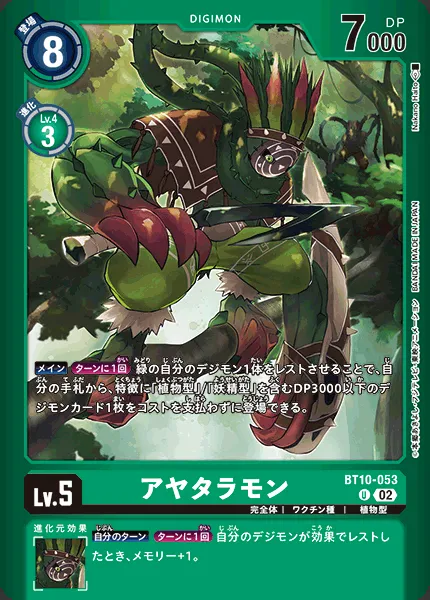 登場
8
DIGIMON
DP
7000
進化
Lv.4
3
Nakano Haito
©本郷あきよし・フジテレビ・東映アニメーション BANDAI MADE IN JAPAN
メイン ターンに1回 緑の自分のデジモン1体をレストさせることで、自
分の手札から、特徴に「植物型」/「妖精型」を含むDP3000以下のデ
ジモンカード1枚をコストを支払わずに登場できる。
Lv.5
アヤタラモン
BT10-053
U 02
完全体 | ワクチン種 | 植物型
進化元効果
自分のターン ターンに1回 自分のデジモンが効果でレストし
たとき、メモリー+1。